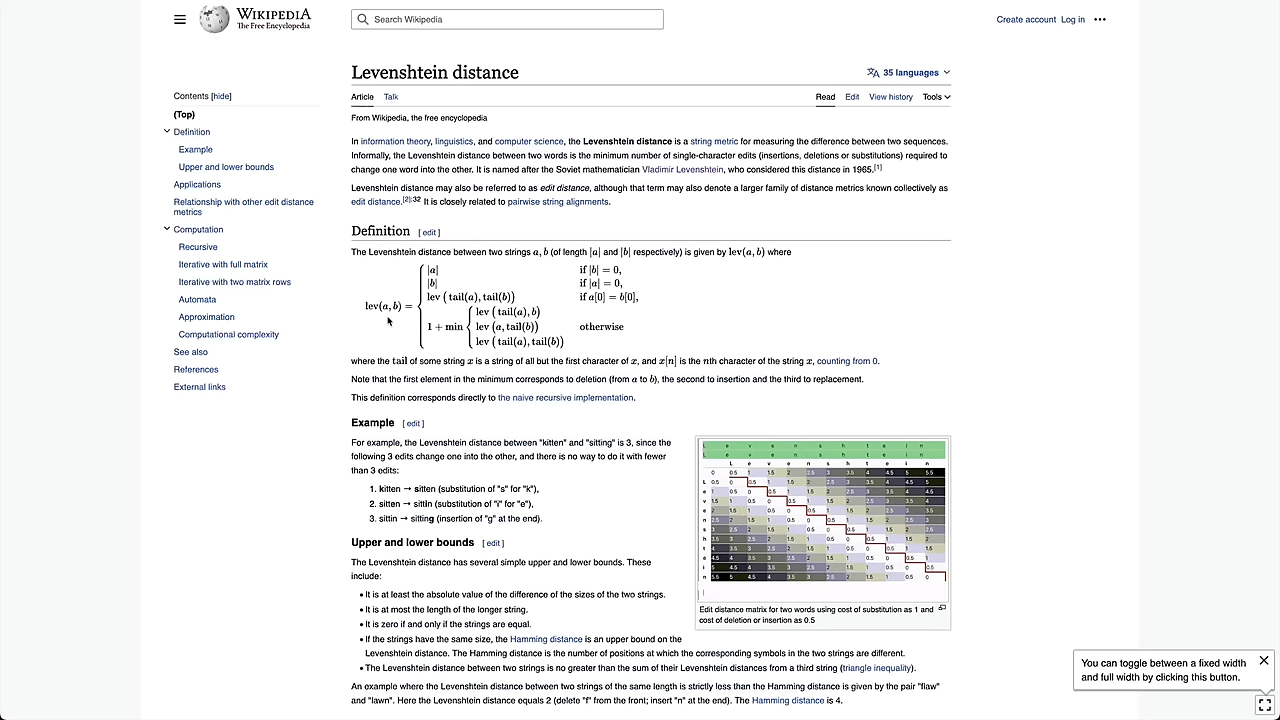 WIKIPEDIA
The Free Encyclopedia
Search Wikipedia
Create account Log in •••
Levenshtein distance
35 languages
Contents [hide]
(Top)
Definition
Example
Upper and lower bounds
Applications
Relationship with other edit distance
metrics
Computation
Recursive
Iterative with full matrix
Iterative with two matrix rows
Automata
Approximation
Computational complexity
See also
References
External links
Article Talk
Read Edit View history Tools
From Wikipedia, the free encyclopedia
In information theory, linguistics, and computer science, the Levenshtein distance is a string metric for measuring the difference between two sequences.
Informally, the Levenshtein distance between two words is the minimum number of single-character edits (insertions, deletions or substitutions) required to
change one word into the other. It is named after the Soviet mathematician Vladimir Levenshtein, who considered this distance in 1965.[1]
Levenshtein distance may also be referred to as edit distance, although that term may also denote a larger family of distance metrics known collectively as
edit distance.[2]:32 It is closely related to pairwise string alignments.
Definition [ edit ]
The Levenshtein distance between two strings a, b (of length |a| and |b| respectively) is given by lev(a, b) where
|a| if |b| = 0,
|b| if |a| = 0,
lev ( tail(a), tail(b)) if a[0] = b[0],
lev(a, b) =
lev ( tail(a), b)
1 + min lev (a, tail(b)) otherwise
lev ( tail(a), tail(b))
where the tail of some string x is a string of all but the first character of x, and x[n] is the nth character of the string x, counting from 0.
Note that the first element in the minimum corresponds to deletion (from a to b), the second to insertion and the third to replacement.
This definition corresponds directly to the naive recursive implementation.
Example [ edit ]
For example, the Levenshtein distance between "kitten" and "sitting" is 3, since the
following 3 edits change one into the other, and there is no way to do it with fewer
than 3 edits:
1. kitten → sitten (substitution of "s" for "k"),
2. sitten → sittin (substitution of "i" for "e"),
3. sittin → sitting (insertion of "g" at the end).
Upper and lower bounds [ edit ]
The Levenshtein distance has several simple upper and lower bounds. These
include:
• It is at least the absolute value of the difference of the sizes of the two strings.
• It is at most the length of the longer string.
• It is zero if and only if the strings are equal.
• If the strings have the same size, the Hamming distance is an upper bound on the
Levenshtein distance. The Hamming distance is the number of positions at which the corresponding symbols in the two strings are different.
• The Levenshtein distance between two strings is no greater than the sum of their Levenshtein distances from a third string (triangle inequality).
An example where the Levenshtein distance between two strings of the same length is strictly less than the Hamming distance is given by the pair "flaw"
and "lawn". Here the Levenshtein distance equals 2 (delete "f" from the front; insert "n" at the end). The Hamming distance is 4.
L e v e n s h t e i n
L e v e n s h t e i n
L e v e n s h t e i n
0 0.5 1 1.5 2 2.5 3 3.5 4 4.5 5 5.5
Edit distance matrix for two words using cost of substitution as 1 and
cost of deletion or insertion as 0.5
You can toggle between a fixed width
and full width by clicking this button.